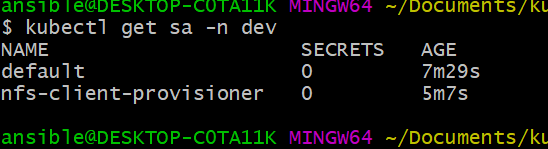 ansible@DESKTOP-COTA11K MINGW64 ~/Documents/ku
$ kubectl get sa -n dev
NAME SECRETS AGE
default 0 7m29s
nfs-client-provisioner 0 5m7s
ansible@DESKTOP-COTA11K MINGW64 ~/Documents/ku